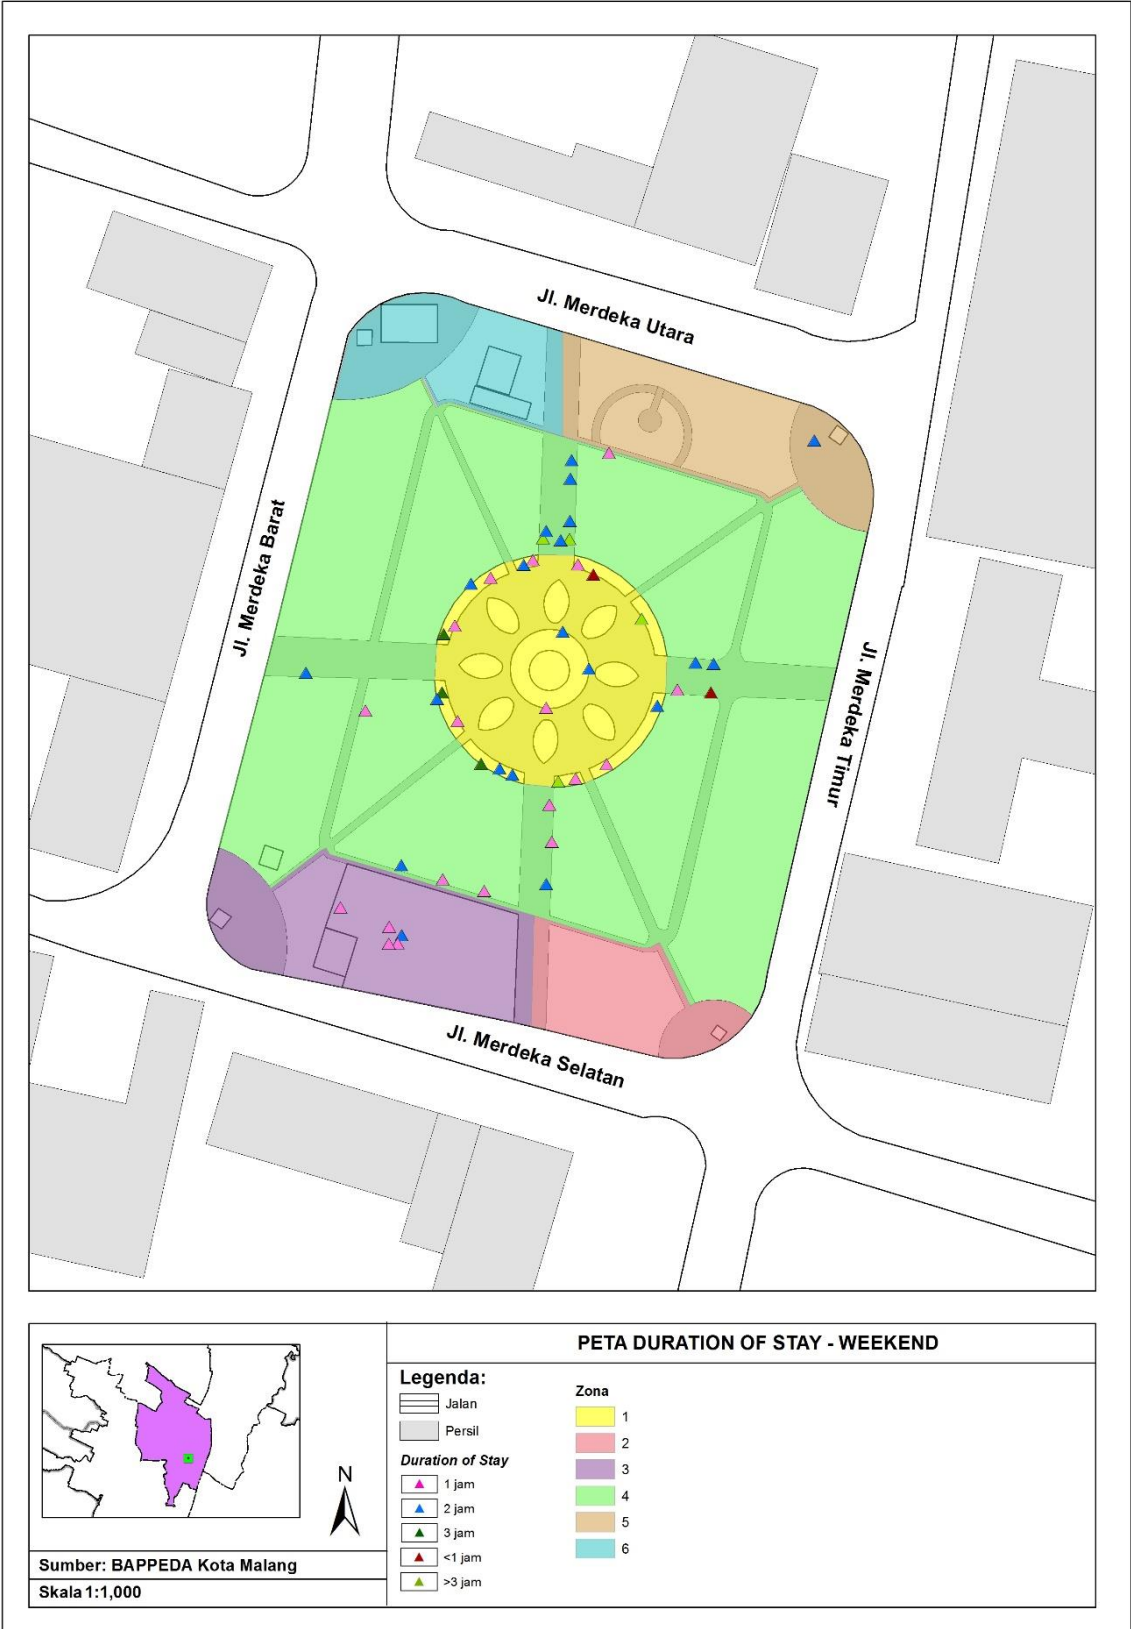 Jl. Merdeka Utara
Jl. Merdeka Barat
Jl. Merdeka Timur
Jl. Merdeka Selatan
PETA DURATION OF STAY - WEEKEND
Legenda:
Jalan
Persil
Duration of Stay
1 jam
2 jam
3 jam
<1 jam
>3 jam
Zona
1
2
3
4
5
6
N
Sumber: BAPPEDA Kota Malang
Skala 1:1,000